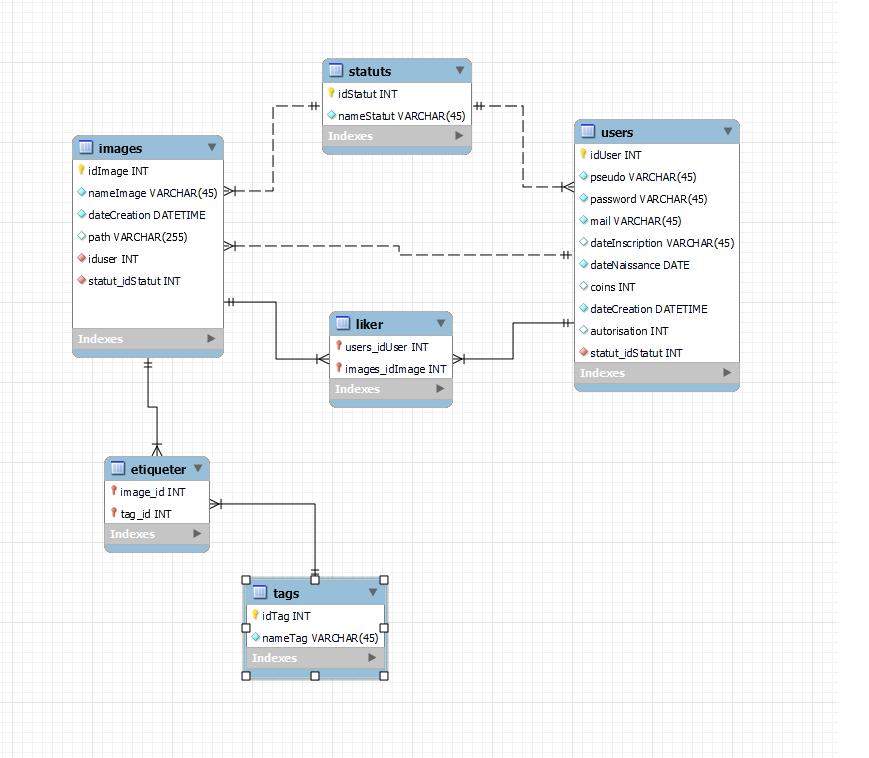 statuts
idStatut INT
nameStatut VARCHAR(45)
Indexes
users
idUser INT
pseudo VARCHAR(45)
password VARCHAR(45)
mail VARCHAR(45)
dateInscription VARCHAR(45)
dateNaissance DATE
coins INT
dateCreation DATETIME
autorisation INT
statut_idStatut INT
Indexes
images
idImage INT
nameImage VARCHAR(45)
dateCreation DATETIME
path VARCHAR(255)
iduser INT
statut_idStatut INT
Indexes
liker
users_idUser INT
images_idImage INT
Indexes
etiqueter
image_id INT
tag_id INT
Indexes
tags
idTag INT
nameTag VARCHAR(45)
Indexes